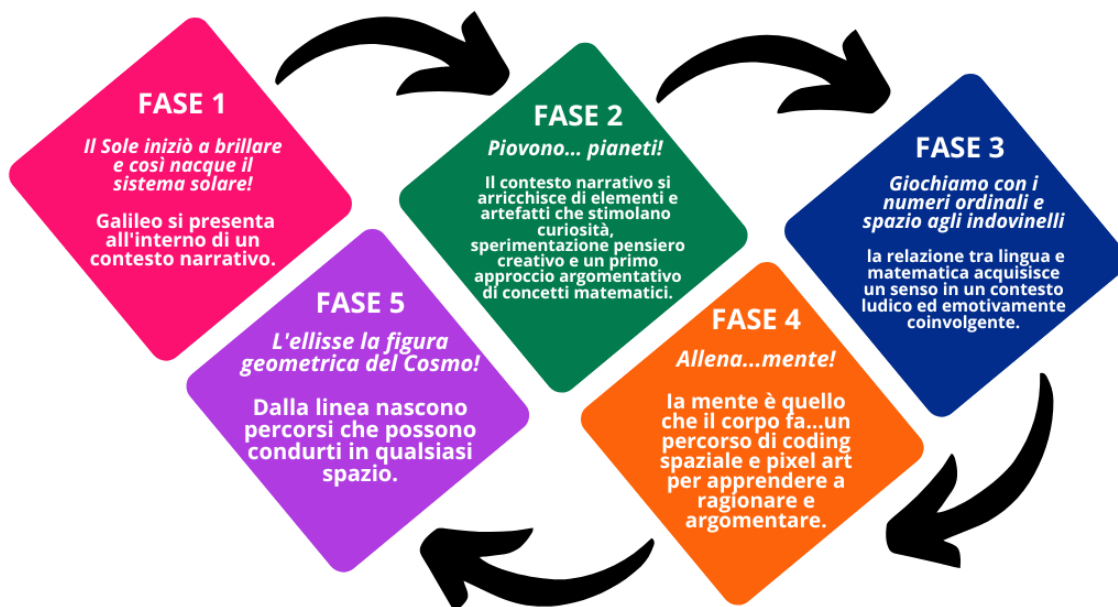 FASE 1
Il Sole iniziò a brillare
e così nacque il
sistema solare!
Galileo si presenta
all'interno di un
contesto narrativo.
FASE 2
Piovono... pianeti!
Il contesto narrativo si
arricchisce di elementi e
artefatti che stimolano
curiosità,
sperimentazione pensiero
creativo e un primo
approccio argomentativo
di concetti matematici.
FASE 3
Giochiamo con i
numeri ordinali e
spazio agli indovinelli
la relazione tra lingua e
matematica acquisisce
un senso in un contesto
ludico ed emotivamente
coinvolgente.
FASE 4
Allena...mente!
la mente è quello
che il corpo fa...un
percorso di coding
spaziale e pixel art
per apprendere a
ragionare e
argomentare.
FASE 5
L'ellisse la figura
geometrica del Cosmo!
Dalla linea nascono
percorsi che possono
condurti in qualsiasi
spazio.